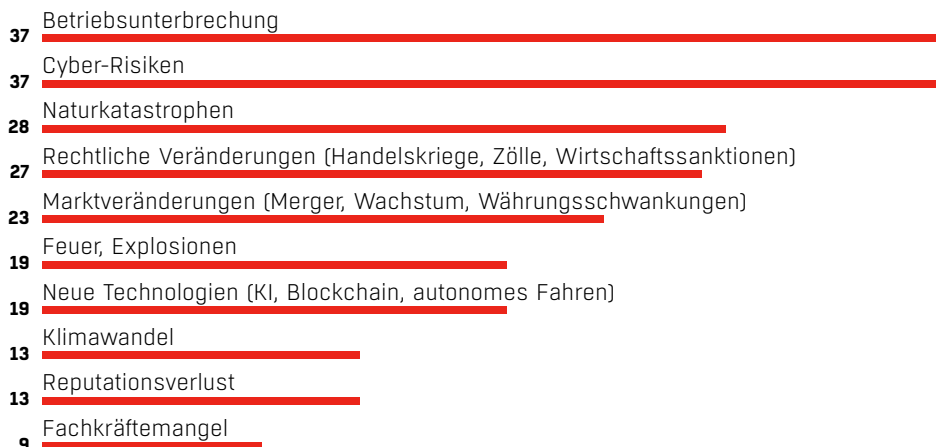 Betriebsunterbrechung
37
Cyber-Risiken
37
Naturkatastrophen
28
Rechtliche Veränderungen (Handelskriege, Zölle, Wirtschaftssanktionen)
27
Marktveränderungen (Merger, Wachstum, Währungsschwankungen)
23
Feuer, Explosionen
19
Neue Technologien (KI, Blockchain, autonomes Fahren)
19
Klimawandel
13
Reputationsverlust
13
Fachkräftemangel
9